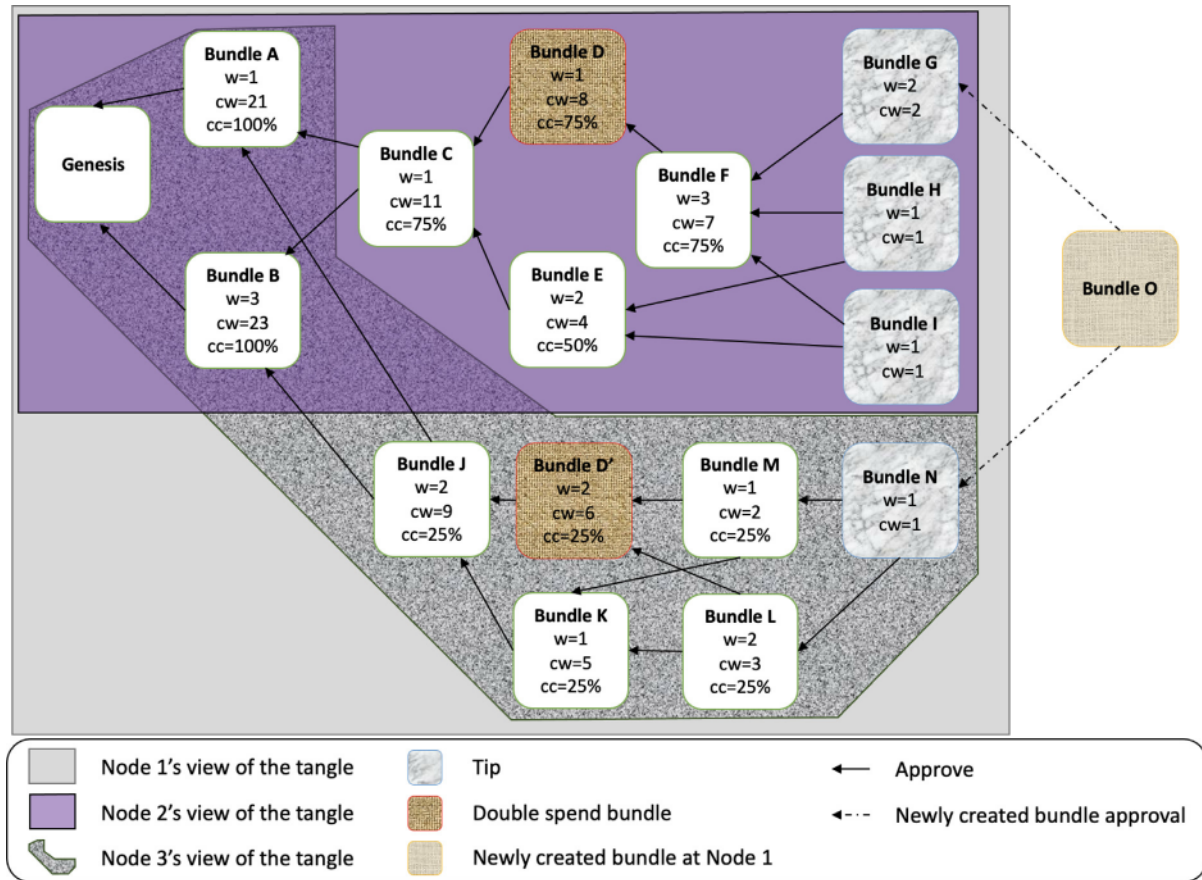 Bundle A
w=1
cw=21
cc=100%
Genesis
Bundle B
w=3
cw=23
cc=100%
Bundle C
w=1
cw=11
cc=75%
Bundle D
w=1
cw=8
cc=75%
Bundle E
w=2
cw=4
cc=50%
Bundle F
w=3
cw=7
cc=75%
Bundle G
w=2
cw=2
Bundle H
w=1
cw=1
Bundle I
w=1
cw=1
Bundle O
Bundle J
w=2
cw=9
cc=25%
Bundle D’
w=2
cw=6
cc=25%
Bundle M
w=1
cw=2
cc=25%
Bundle N
w=1
cw=1
Bundle K
w=1
cw=5
cc=25%
Bundle L
w=2
cw=3
cc=25%
Node 1’s view of the tangle
Node 2’s view of the tangle
Node 3’s view of the tangle
Tip
Double spend bundle
Newly created bundle at Node 1
Approve
Newly created bundle approval